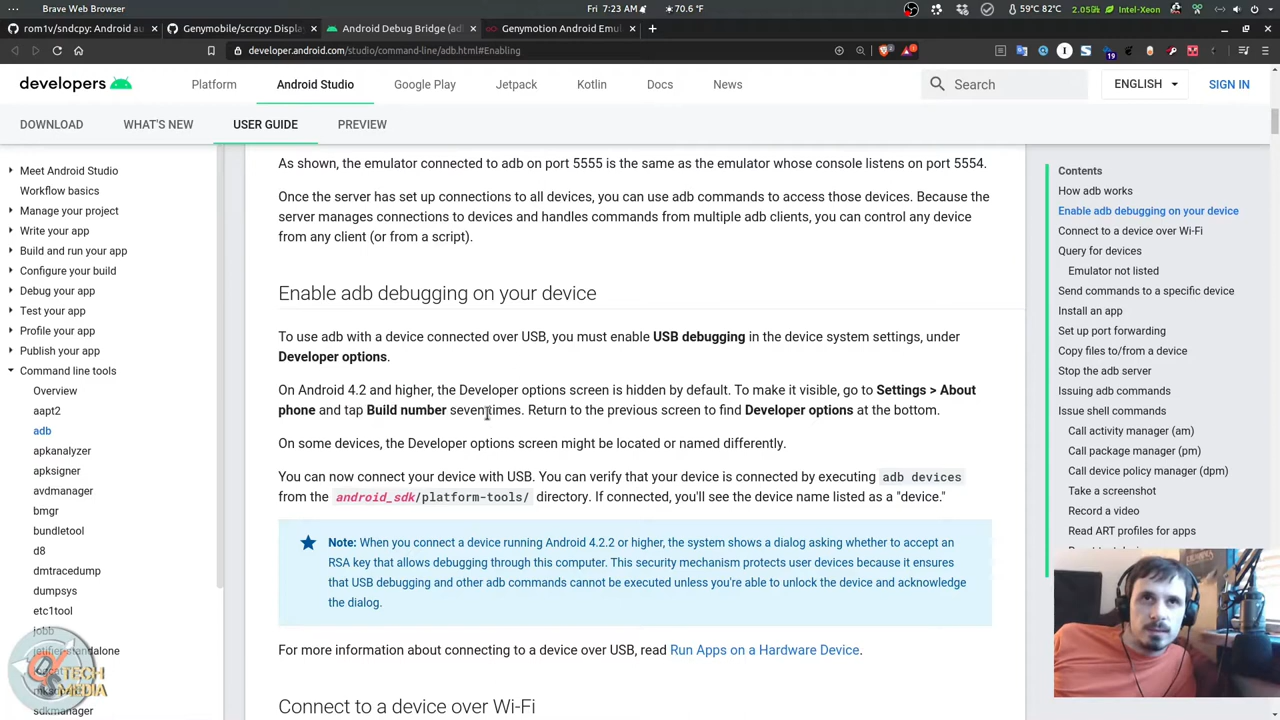 Brave Web Browser
Fri, 7:23 AM
70.6 °F
59°C 82°C
2.05
Intel-Xeon
rom1v/sndcpy: Android au
Genymobile/scrcpy: Displa
Android Debug Bridge (ad
Genymotion Android Emul
developer.android.com/studio/command-line/adb.html#Enabling
19
developers
Platform
Android Studio
Google Play
Jetpack
Kotlin
Docs
News
Search
ENGLISH
SIGN IN
DOWNLOAD
WHAT'S NEW
USER GUIDE
PREVIEW
Meet Android Studio
Workflow basics
Manage your project
Write your app
Build and run your app
Configure your build
Debug your app
Test your app
Profile your app
Publish your app
Command line tools
Overview
aapt2
adb
apkanalyzer
apksigner
avdmanager
bmgr
bundletool
d8
dmtracedump
dumpsys
etc1tool
jobb
jetifier-standalone
sdkmanager
TECH
MEDIA
As shown, the emulator connected to adb on port 5555 is the same as the emulator whose console listens on port 5554.
Once the server has set up connections to all devices, you can use adb commands to access those devices. Because the
server manages connections to devices and handles commands from multiple adb clients, you can control any device
from any client (or from a script).
Enable adb debugging on your device
To use adb with a device connected over USB, you must enable USB debugging in the device system settings, under
Developer options.
On Android 4.2 and higher, the Developer options screen is hidden by default. To make it visible, go to Settings > About
phone and tap Build number seven times. Return to the previous screen to find Developer options at the bottom.
On some devices, the Developer options screen might be located or named differently.
You can now connect your device with USB. You can verify that your device is connected by executing adb devices
from the android_sdk/platform-tools/ directory. If connected, you'll see the device name listed as a "device."
Note: When you connect a device running Android 4.2.2 or higher, the system shows a dialog asking whether to accept an
RSA key that allows debugging through this computer. This security mechanism protects user devices because it ensures
that USB debugging and other adb commands cannot be executed unless you're able to unlock the device and acknowledge
the dialog.
For more information about connecting to a device over USB, read Run Apps on a Hardware Device.
Connect to a device over Wi-Fi
Contents
How adb works
Enable adb debugging on your device
Connect to a device over Wi-Fi
Query for devices
Emulator not listed
Send commands to a specific device
Install an app
Set up port forwarding
Copy files to/from a device
Stop the adb server
Issuing adb commands
Issue shell commands
Call activity manager (am)
Call package manager (pm)
Call device policy manager (dpm)
Take a screenshot
Record a video
Read ART profiles for apps